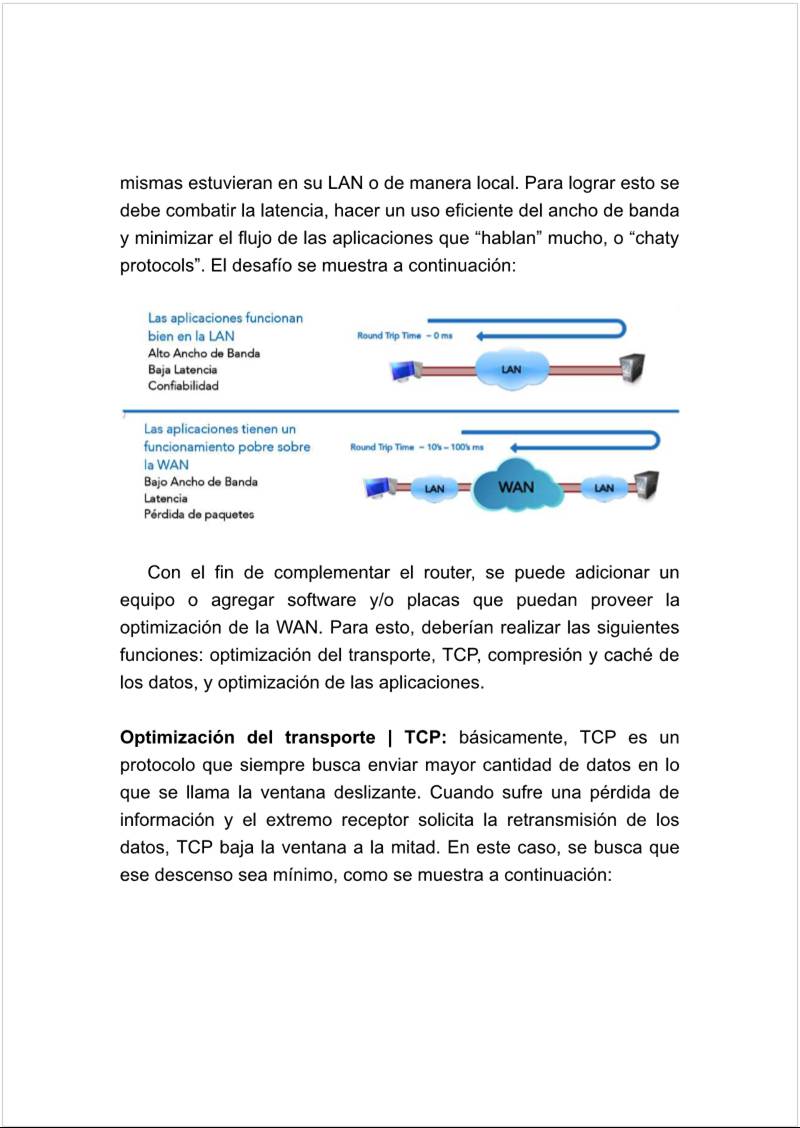 mismas estuvieran en su LAN o de manera local. Para lograr esto se
debe combatir la latencia, hacer un uso eficiente del ancho de banda
y minimizar el flujo de las aplicaciones que “hablan” mucho, o “chaty
protocols”. El desafío se muestra a continuación:
Las aplicaciones funcionan
bien en la LAN
Alto Ancho de Banda
Baja Latencia
Confiabilidad
Round Trip Time ~ 0 ms
LAN
Las aplicaciones tienen un
funcionamiento pobre sobre
la WAN
Bajo Ancho de Banda
Latencia
Pérdida de paquetes
Round Trip Time ~ 10's – 100's ms
LAN
WAN
LAN
Con el fin de complementar el router, se puede adicionar un
equipo o agregar software y/o placas que puedan proveer la
optimización de la WAN. Para esto, deberían realizar las siguientes
funciones: optimización del transporte, TCP, compresión y caché de
los datos, y optimización de las aplicaciones.
Optimización del transporte | TCP: básicamente, TCP es un
protocolo que siempre busca enviar mayor cantidad de datos en lo
que se llama la ventana deslizante. Cuando sufre una pérdida de
información y el extremo receptor solicita la retransmisión de los
datos, TCP baja la ventana a la mitad. En este caso, se busca que
ese descenso sea mínimo, como se muestra a continuación: